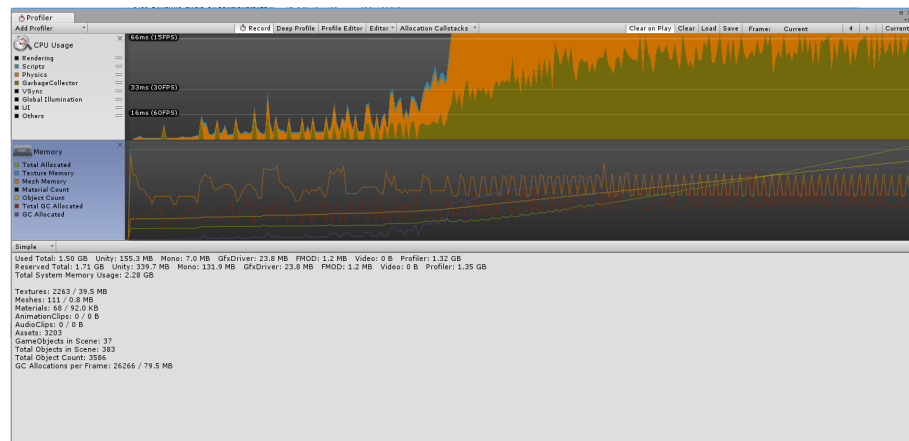 Profiler
Add Profiler Record Deep Profile Profile Editor Editor Allocation Callstacks Clear on Play Clear Load Save Frame: Current Current
CPU Usage
Rendering
Scripts
Physics
GarbageCollector
VSync
Global Illumination
UI
Others
66ms (15FPS)
33ms (30FPS)
16ms (60FPS)
Memory
Total Allocated
Texture Memory
Mesh Memory
Material Count
Object Count
Total GC Allocated
GC Allocated
Simple
Used Total: 1.50 GB Unity: 155.3 MB Mono: 7.0 MB GfxDriver: 23.8 MB FMOD: 1.2 MB Video: 0 B Profiler: 1.32 GB
Reserved Total: 1.71 GB Unity: 339.7 MB Mono: 131.9 MB GfxDriver: 23.8 MB FMOD: 1.2 MB Video: 0 B Profiler: 1.35 GB
Total System Memory Usage: 2.28 GB
Textures: 2263 / 39.5 MB
Meshes: 111 / 0.8 MB
Materials: 68 / 92.0 KB
AnimationClips: 0 / 0 B
AudioClips: 0 / 0 B
Assets: 3203
GameObjects in Scene: 37
Total Objects in Scene: 383
Total Object Count: 3586
GC Allocations per Frame: 26266 / 79.5 MB